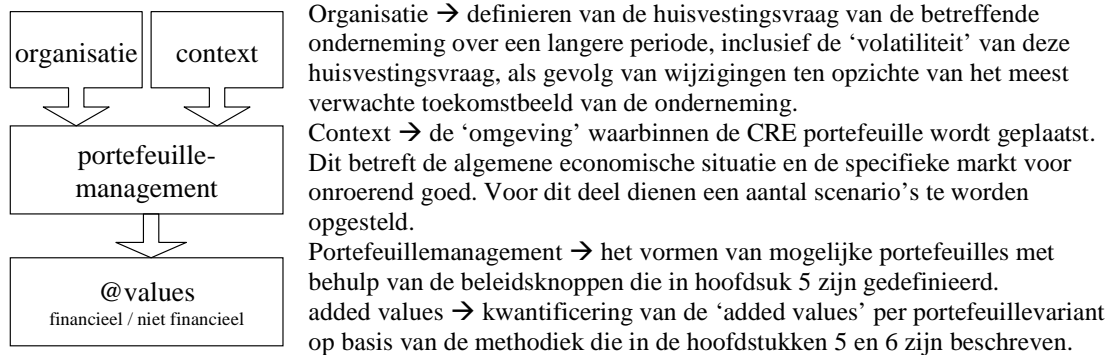 organisatie
context
portefeuille-
management
@values
financieel / niet financieel
Organisatie → definieren van de huisvestingsvraag van de betreffende
onderneming over een langere periode, inclusief de ‘volatiliteit’ van deze
huisvestingsvraag, als gevolg van wijzigingen ten opzichte van het meest
verwachte toekomstbeeld van de onderneming.
Context → de ‘omgeving’ waarbinnen de CRE portefeuille wordt geplaatst.
Dit betreft de algemene economische situatie en de specifieke markt voor
onroerend goed. Voor dit deel dienen een aantal scenario’s te worden
opgesteld.
Portefeuillemanagement → het vormen van mogelijke portefeuilles met
behulp van de beleidsknoppen die in hoofdsuk 5 zijn gedefinieerd.
added values → kwantificering van de ‘added values’ per portefeuillevariant
op basis van de methodiek die in de hoofdstukken 5 en 6 zijn beschreven.